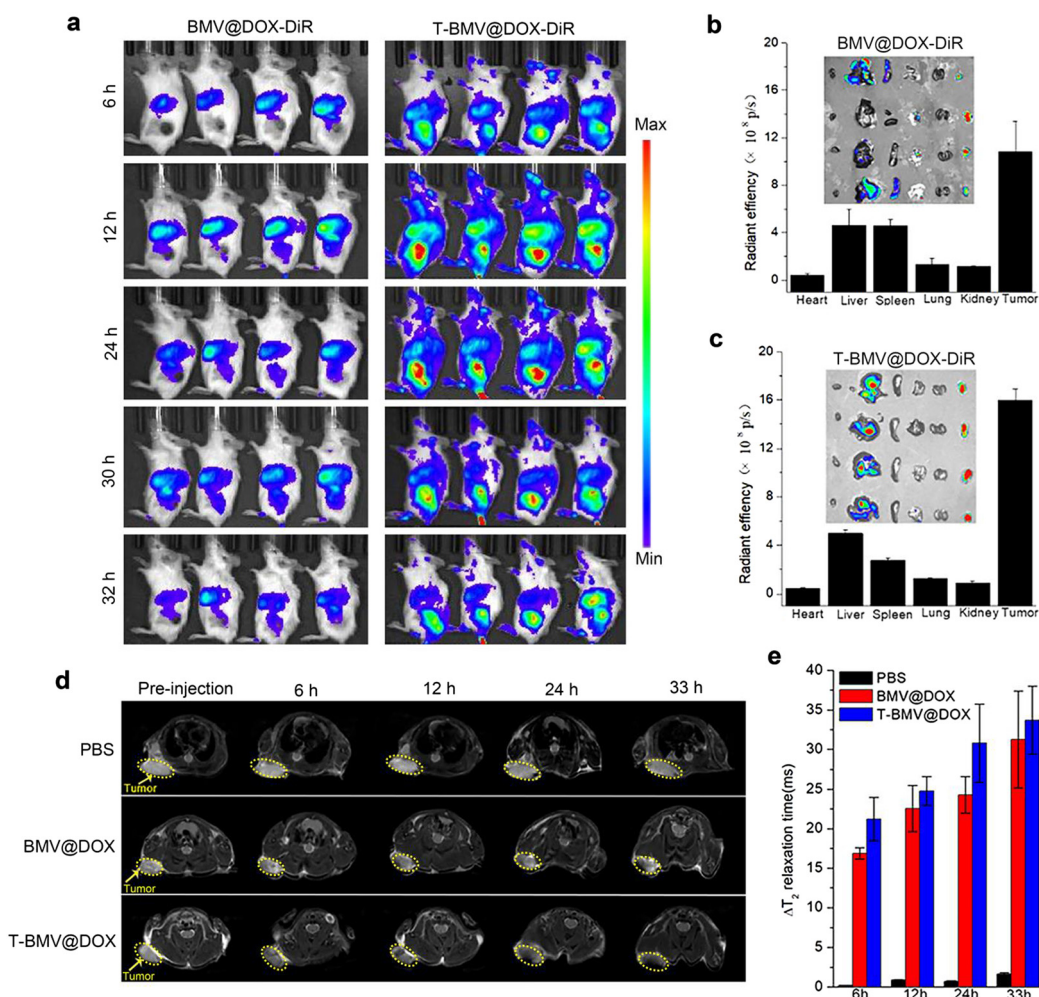 a
BMV@DOX-DiR
T-BMV@DOX-DiR
6 h
12 h
24 h
30 h
32 h
Max
Min
b
BMV@DOX-DiR
Radiant effiency (× 10⁸ p/s)
20
16
12
8
4
0
Heart Liver Spleen Lung Kidney Tumor
c
T-BMV@DOX-DiR
Radiant effiency (× 10⁸ p/s)
20
16
12
8
4
0
Heart Liver Spleen Lung Kidney Tumor
d
Pre-injection 6 h 12 h 24 h 33 h
PBS
Tumor
BMV@DOX
Tumor
T-BMV@DOX
Tumor
e
PBS
BMV@DOX
T-BMV@DOX
ΔT₂ relaxation time(ms)
40
35
30
25
20
15
10
5
0
6h 12h 24h 33h